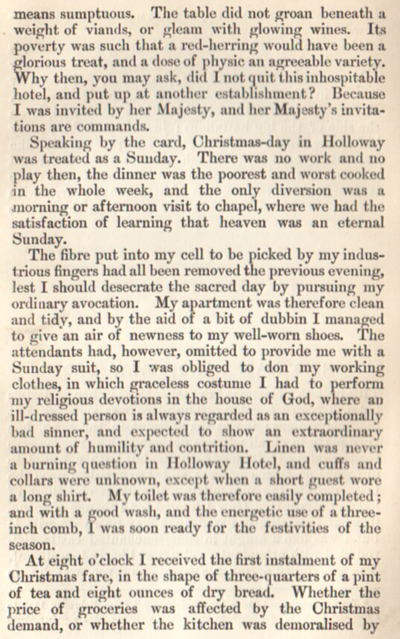 means sumptuous. The table did not groan beneath a
weight of viands, or gleam with glowing wines. Its
poverty was such that a red-herring would have been a
glorious treat, and a dose of physic an agreeable variety.
Why then, you may ask, did I not quit this inhospitable
hotel, and put up at another establishment? Because
I was invited by her Majesty, and her Majesty's invita-
tions are commands.
Speaking by the card, Christmas-day in Holloway
was treated as a Sunday. There was no work and no
play then, the dinner was the poorest and worst cooked
in the whole week, and the only diversion was a
morning or afternoon visit to chapel, where we had the
satisfaction of learning that heaven was an eternal
Sunday.
The fibre put into my cell to be picked by my indus-
trious fingers had all been removed the previous evening,
lest I should desecrate the sacred day by pursuing my
ordinary avocation. My apartment was therefore clean
and tidy, and by the aid of a bit of dubbin I managed
to give an air of newness to my well-worn shoes. The
attendants had, however, omitted to provide me with a
Sunday suit, so I was obliged to don my working
clothes, in which graceless costume I had to perform
my religious devotions in the house of God, where an
ill-dressed person is always regarded as an exceptionally
bad sinner, and expected to show an extraordinary
amount of humility and contrition. Linen was never
a burning question in Holloway Hotel, and cuffs and
collars were unknown, except when a short guest wore
a long shirt. My toilet was therefore easily completed;
and with a good wash, and the energetic use of a three-
inch comb, I was soon ready for the festivities of the
season.
At eight o'clock I received the first instalment of my
Christmas fare, in the shape of three-quarters of a pint
of tea and eight ounces of dry bread. Whether the
price of groceries was affected by the Christmas
demand, or whether the kitchen was demoralised by